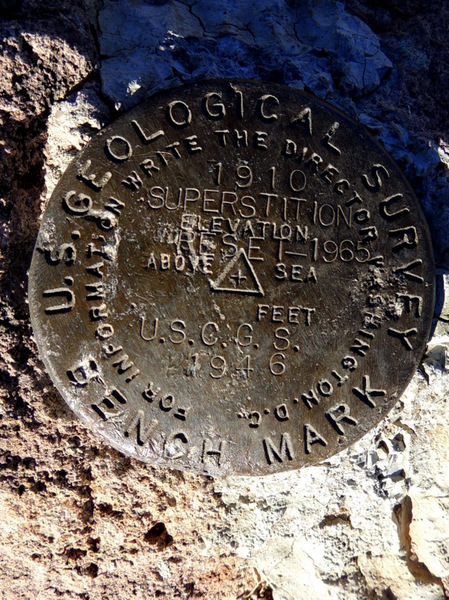 U.S. GEOLOGICAL SURVEY
BENCH MARK
FOR INFORMATION WRITE THE DIRECTOR, WASHINGTON, D.C.
1910
SUPERSTITION
ELEVATION
RESET-1965
ABOVE SEA
FEET
U.S.C.G.S.
1946